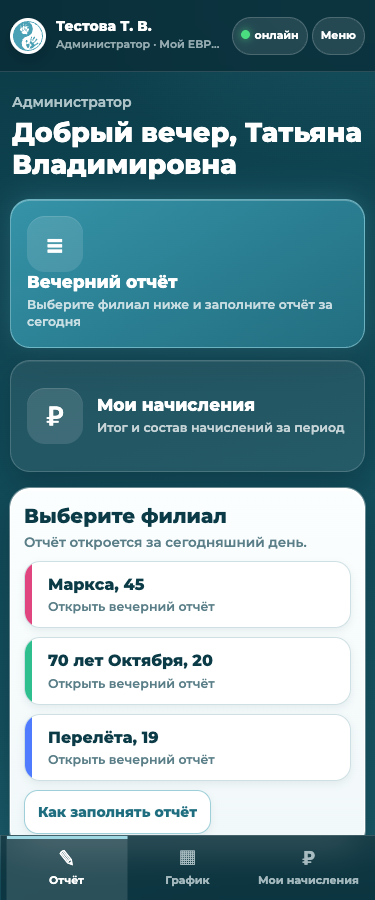 Тестова Т. В.
Администратор · Мой ЕВР...
онлайн
Меню
Администратор
Добрый вечер, Татьяна
Владимировна
Вечерний отчёт
Выберите филиал ниже и заполните отчёт за
сегодня
₽
Мои начисления
Итог и состав начислений за период
Выберите филиал
Отчёт откроется за сегодняшний день.
Маркса, 45
Открыть вечерний отчёт
70 лет Октября, 20
Открыть вечерний отчёт
Перелёта, 19
Открыть вечерний отчёт
Как заполнять отчёт
Отчёт
График
₽
Мои начисления